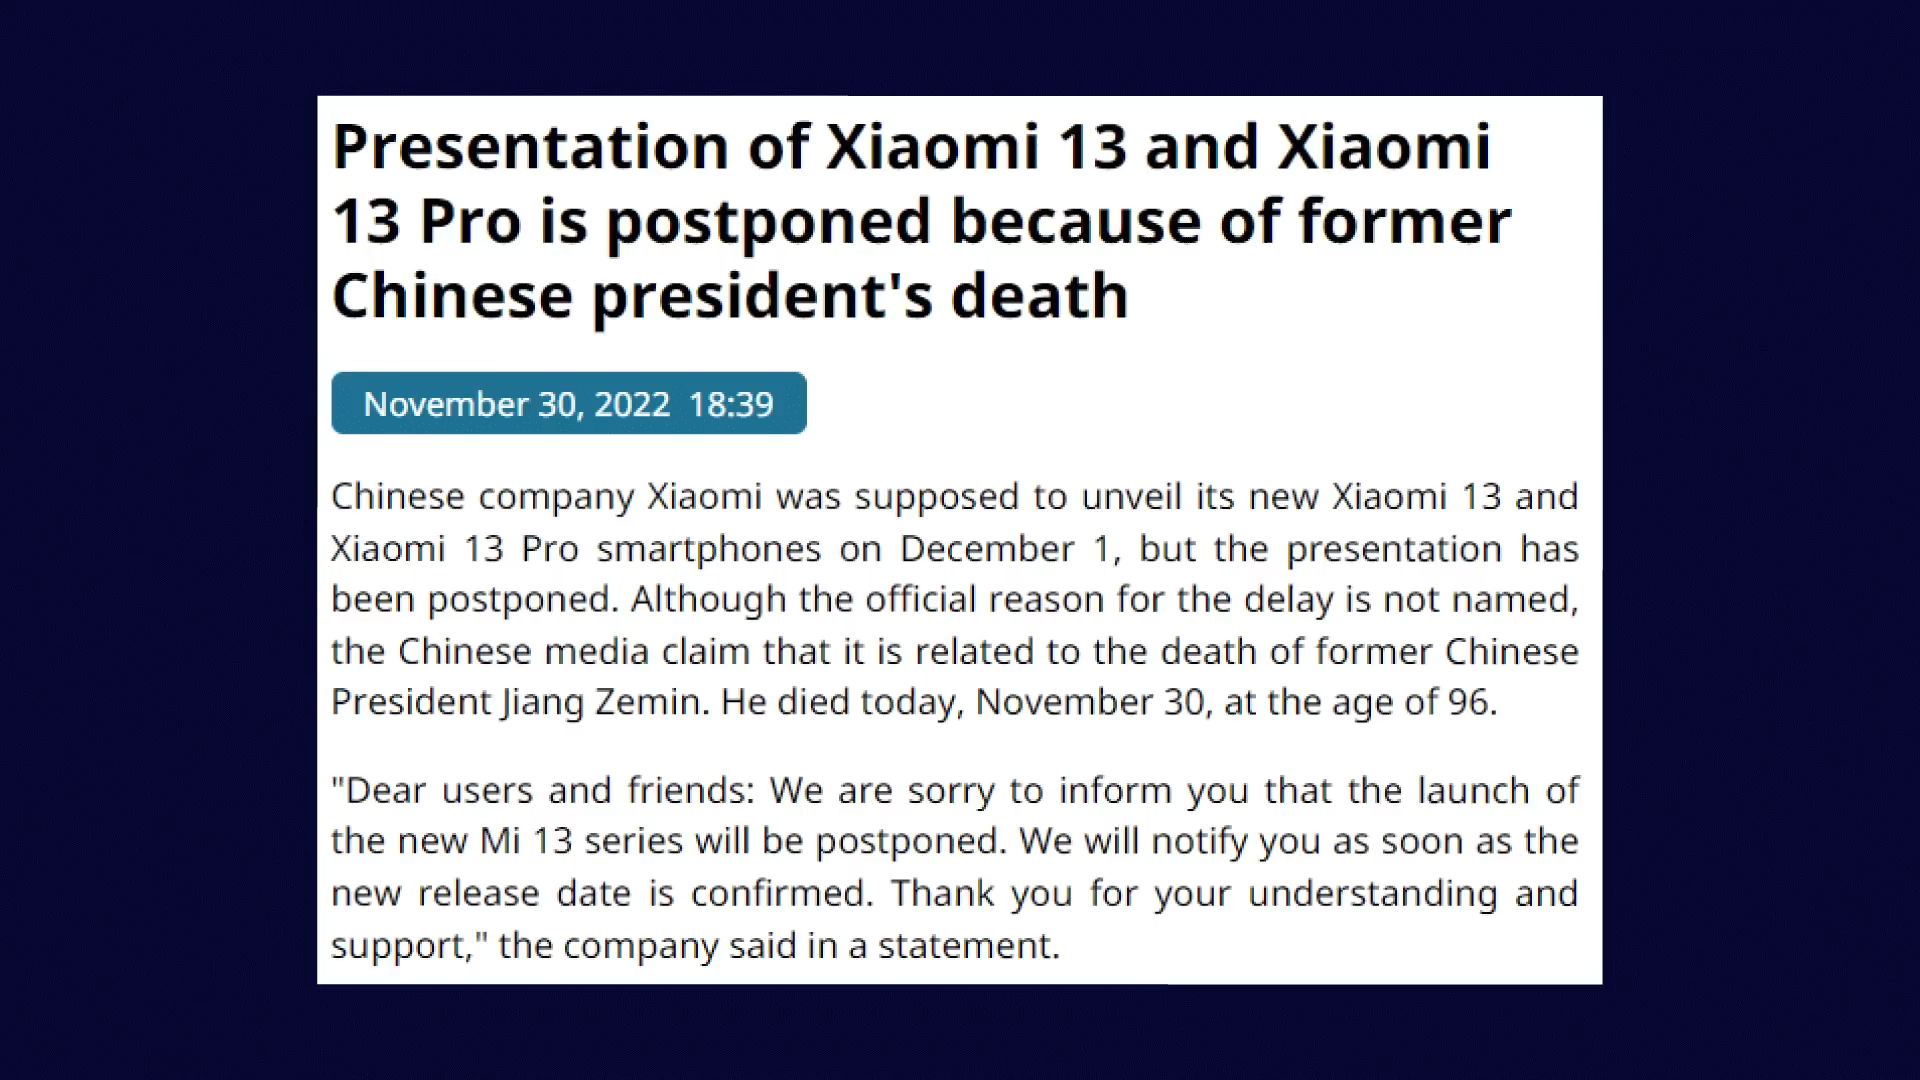 Presentation of Xiaomi 13 and Xiaomi
13 Pro is postponed because of former
Chinese president's death
November 30, 2022 18:39
Chinese company Xiaomi was supposed to unveil its new Xiaomi 13 and
Xiaomi 13 Pro smartphones on December 1, but the presentation has
been postponed. Although the official reason for the delay is not named,
the Chinese media claim that it is related to the death of former Chinese
President Jiang Zemin. He died today, November 30, at the age of 96.
"Dear users and friends: We are sorry to inform you that the launch of
the new Mi 13 series will be postponed. We will notify you as soon as the
new release date is confirmed. Thank you for your understanding and
support," the company said in a statement.